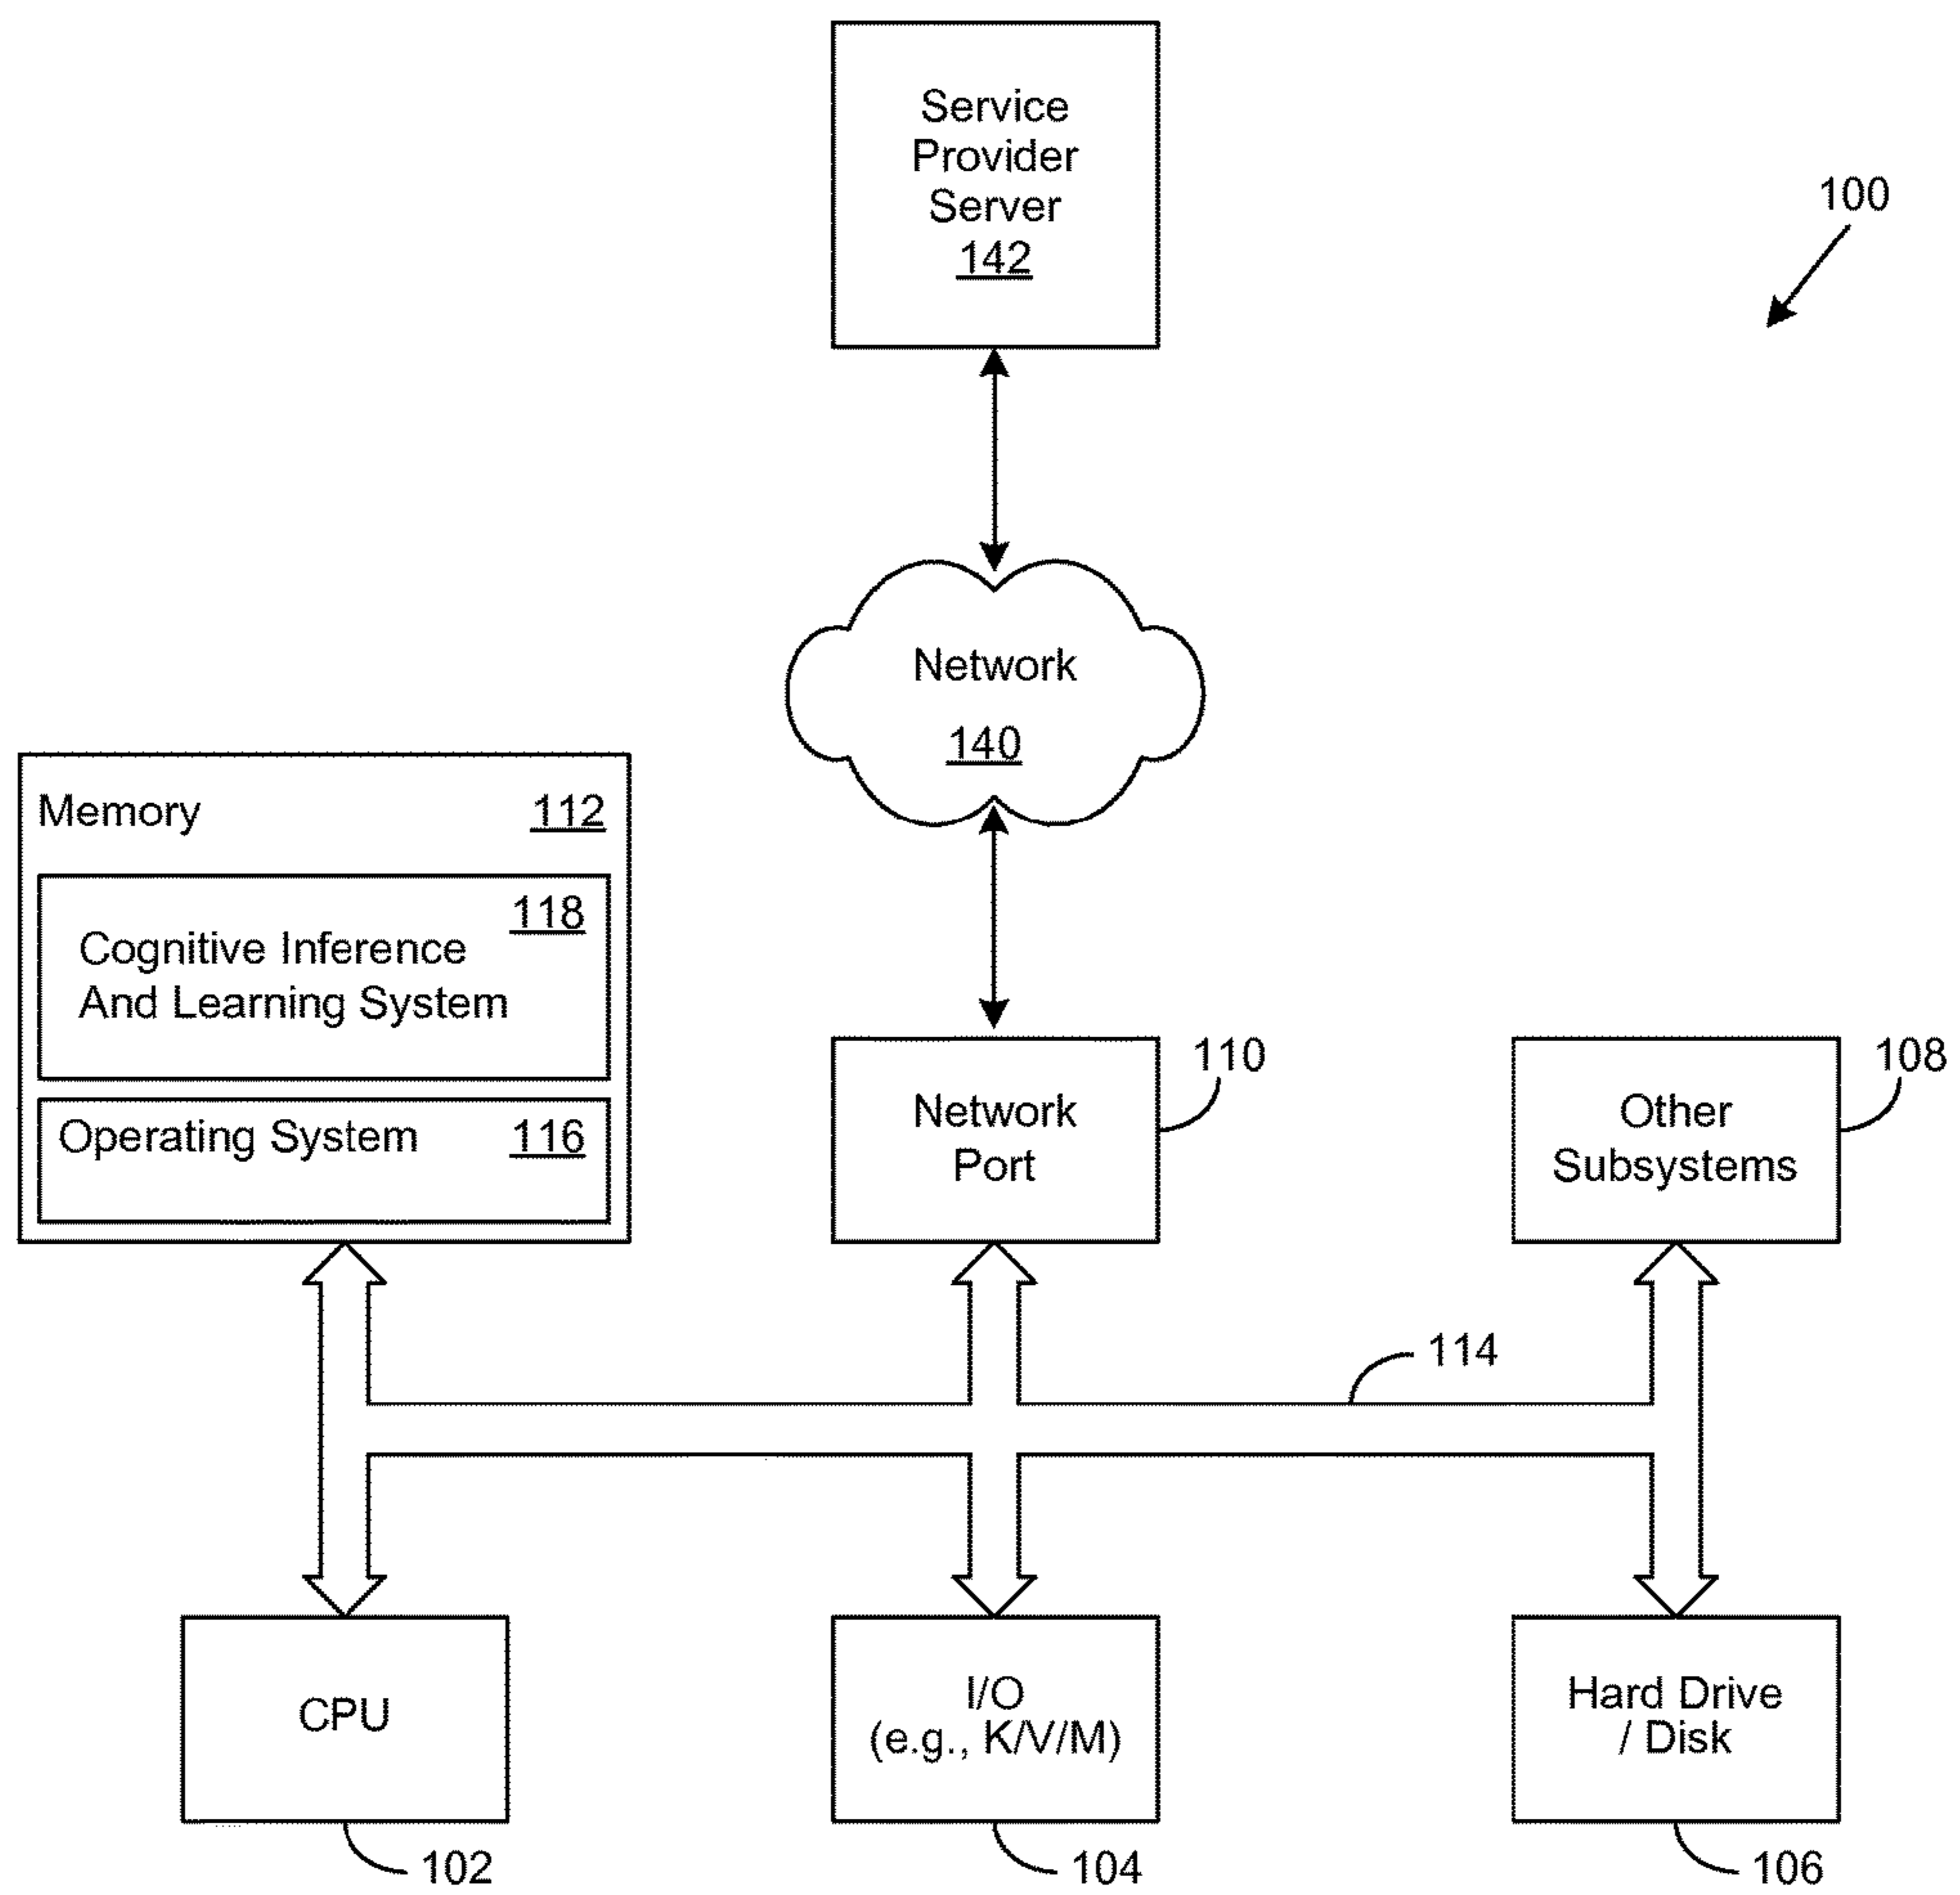 Service
Provider
Server
142
100
Network
140
Memory 112
118
Cognitive Inference
And Learning System
Operating System 116
Network
Port
110
Other
Subsystems
108
114
CPU
102
I/O
(e.g., K/V/M)
104
Hard Drive
/ Disk
106